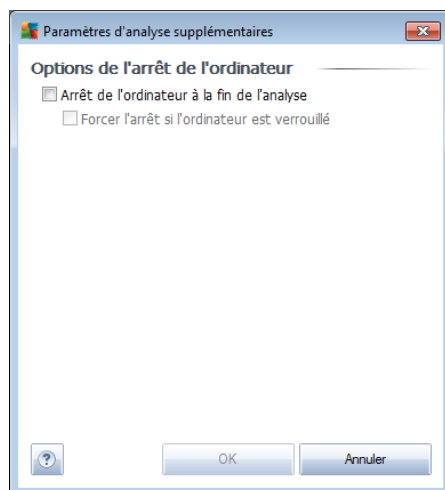 Paramètres d'analyse supplémentaires
Options de l'arrêt de l'ordinateur
Arrêt de l'ordinateur à la fin de l'analyse
Forcer l'arrêt si l'ordinateur est verrouillé
?
OK
Annuler